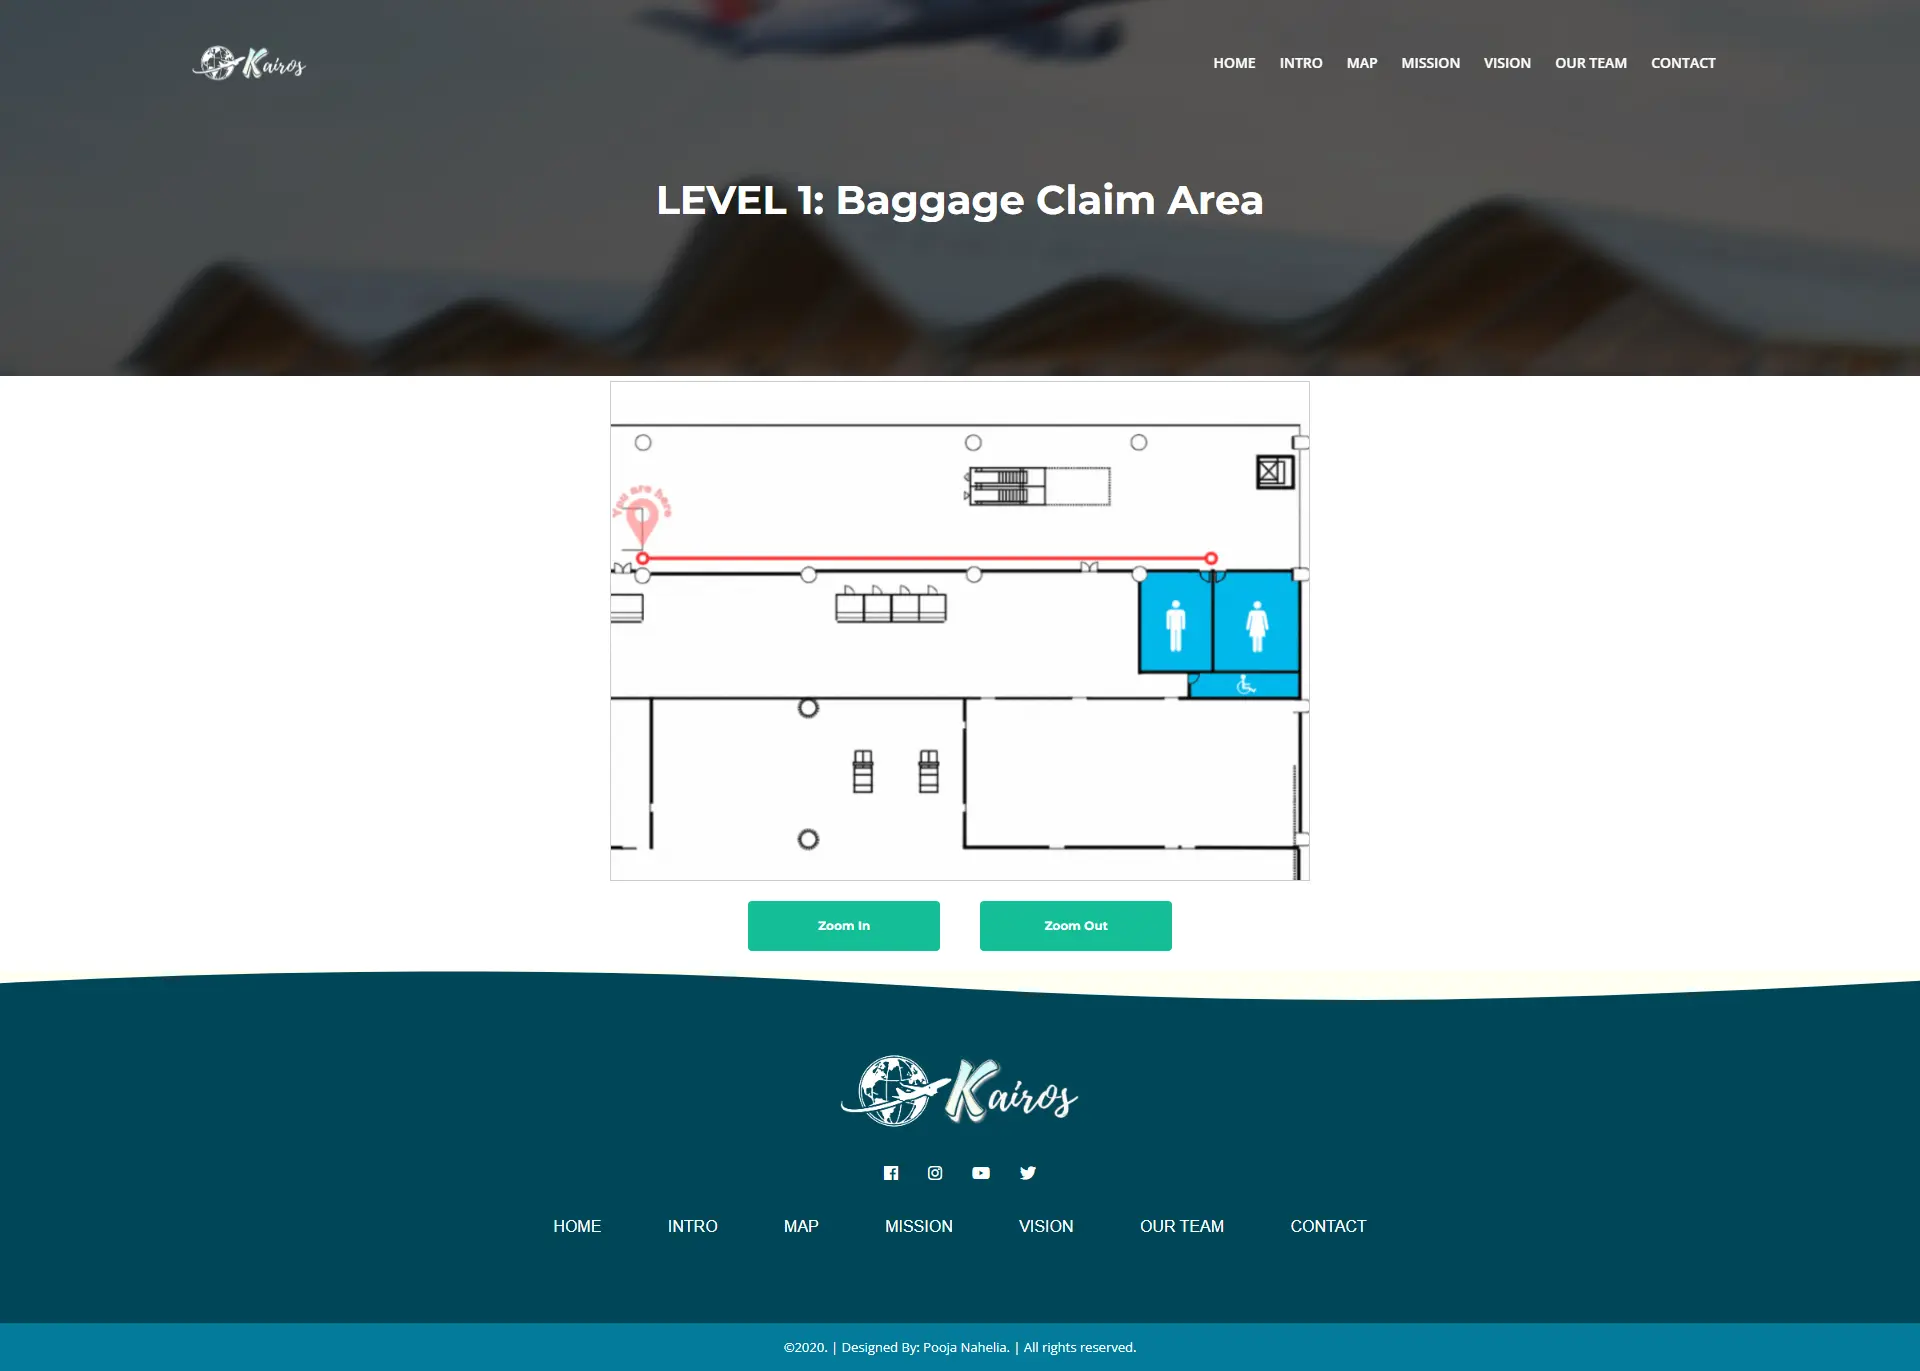 Kairos
HOME INTRO MAP MISSION VISION OUR TEAM CONTACT
LEVEL 1: Baggage Claim Area
You are here
Zoom In Zoom Out
Kairos
HOME INTRO MAP MISSION VISION OUR TEAM CONTACT
©2020. | Designed By: Pooja Nahelia. | All rights reserved.